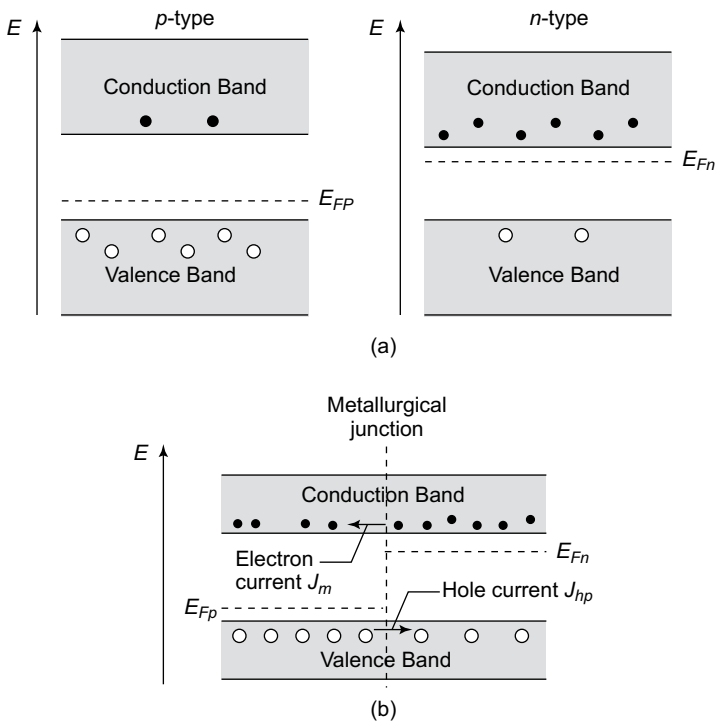 p-type
n-type
E
E
Conduction Band
Conduction Band
E_Fn
E_FP
Valence Band
Valence Band
(a)
Metallurgical
junction
E
Conduction Band
Electron
current J_m
E_Fn
E_Fp
Hole current J_hp
Valence Band
(b)